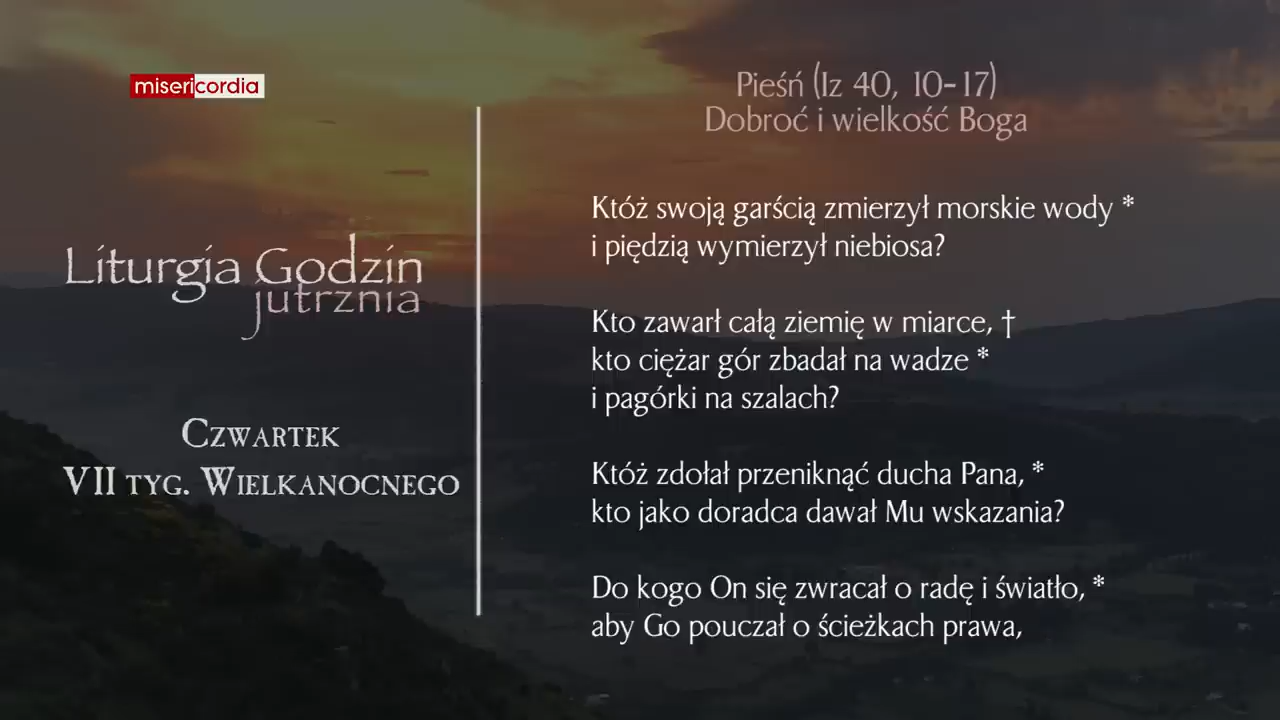 misericordia
Liturgia Godzin
jutrznia
Czwartek
VII tyg. Wielkanocnego
Pieśń (Iz 40, 10-17)
Dobroć i wielkość Boga
Któż swoją garścią zmierzył morskie wody *
i piędzią wymierzył niebiosa?
Kto zawarł całą ziemię w miarce, †
kto ciężar gór zbadał na wadze *
i pagórki na szalach?
Któż zdołał przeniknąć ducha Pana, *
kto jako doradca dawał Mu wskazania?
Do kogo On się zwracał o radę i światło, *
aby Go pouczał o ścieżkach prawa,